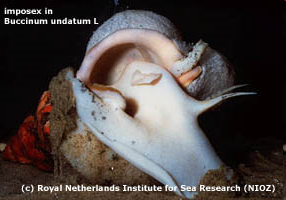 imposex in
Buccinum undatum L
(c) Royal Netherlands Institute for Sea Research (NIOZ)